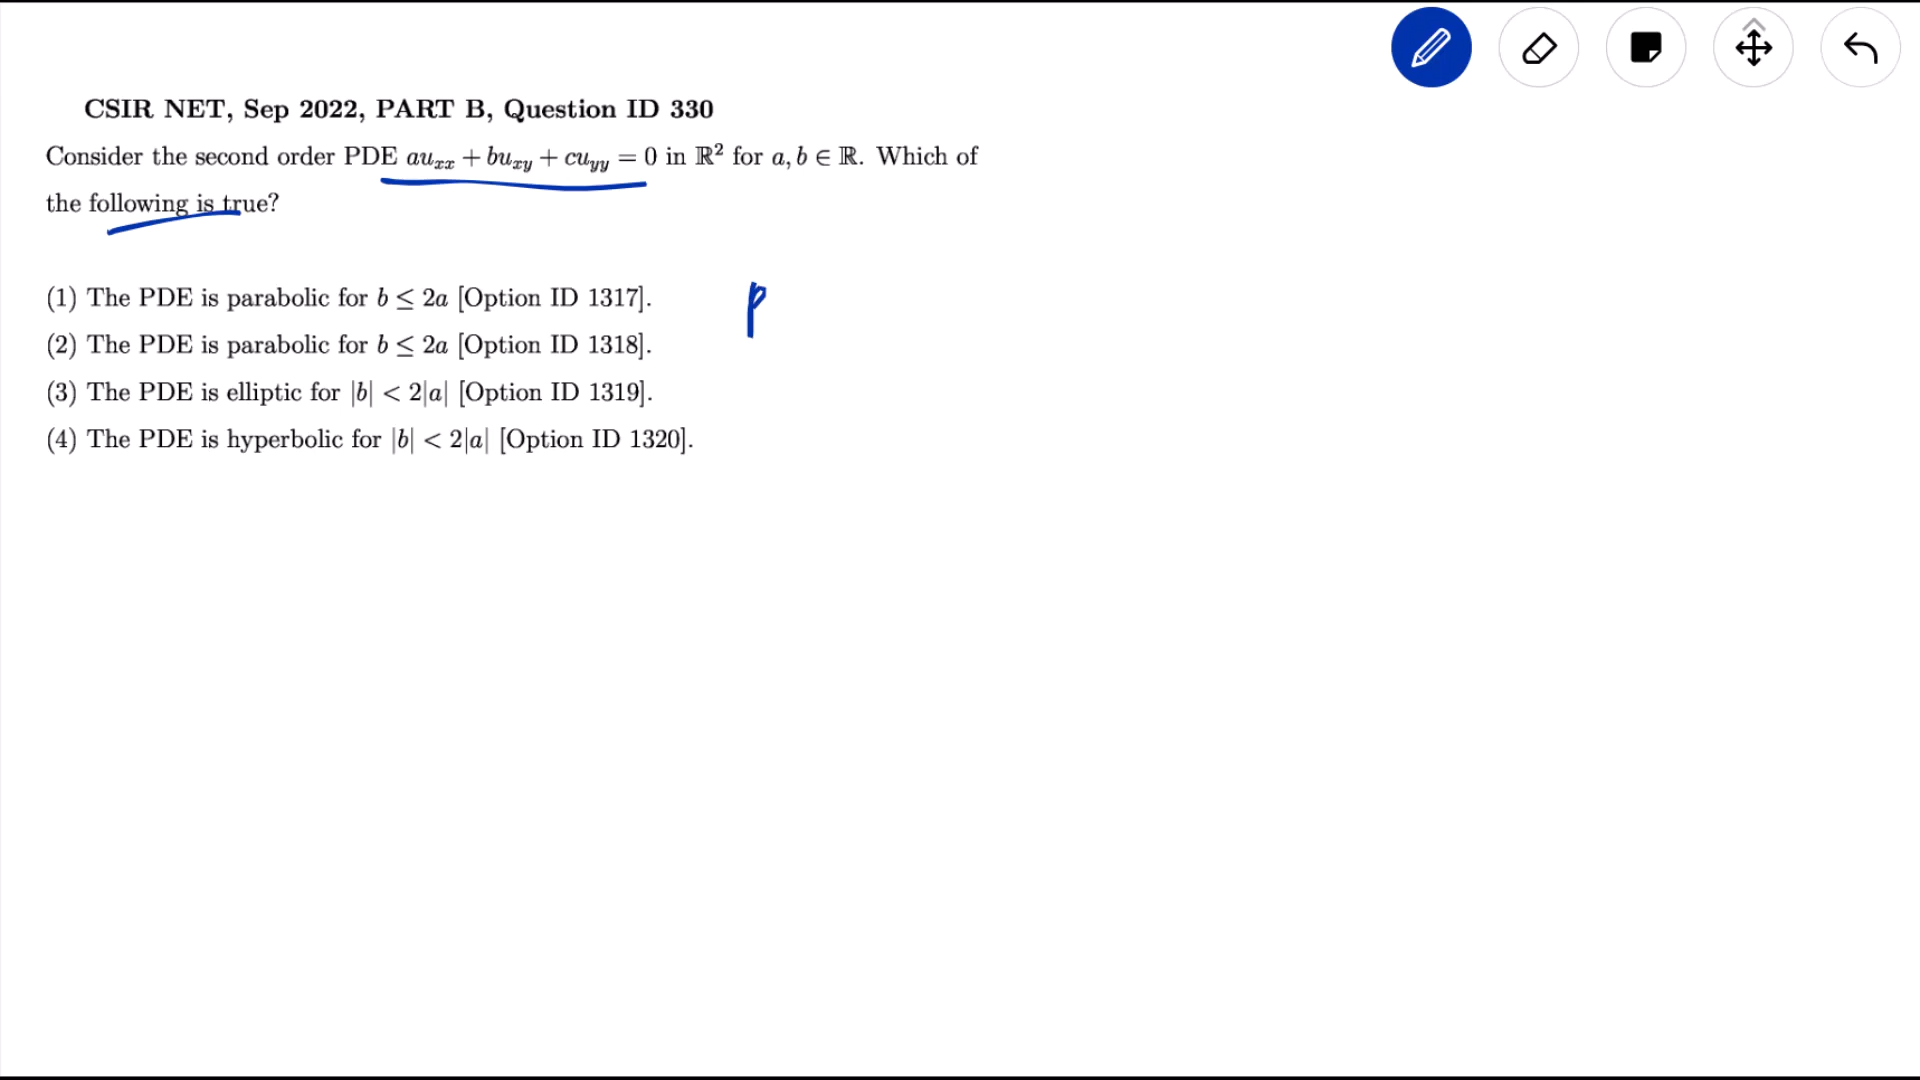 CSIR NET, Sep 2022, PART B, Question ID 330
Consider the second order PDE au_{xx} + bu_{xy} + cu_{yy} = 0 in ℝ² for a, b ∈ ℝ. Which of
the following is true?
(1) The PDE is parabolic for b ≤ 2a [Option ID 1317].
p
(2) The PDE is parabolic for b ≤ 2a [Option ID 1318].
(3) The PDE is elliptic for |b| < 2|a| [Option ID 1319].
(4) The PDE is hyperbolic for |b| < 2|a| [Option ID 1320].